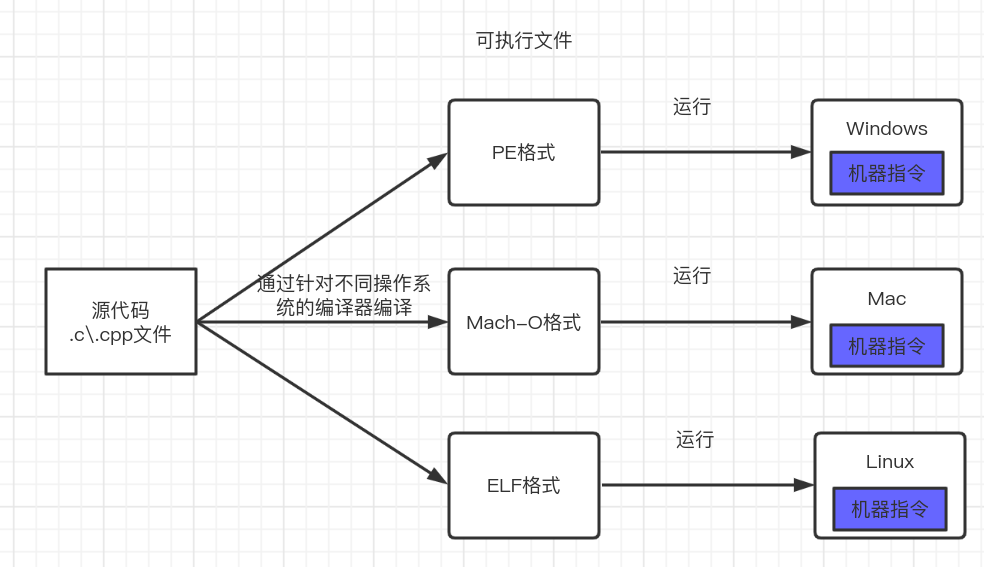 可执行文件
运行
Windows
PE格式
机器指令
运行
通过针对不同操作系
统的编译器编译
源代码
.c\.cpp文件
Mach-O格式
Mac
机器指令
运行
Linux
ELF格式
机器指令